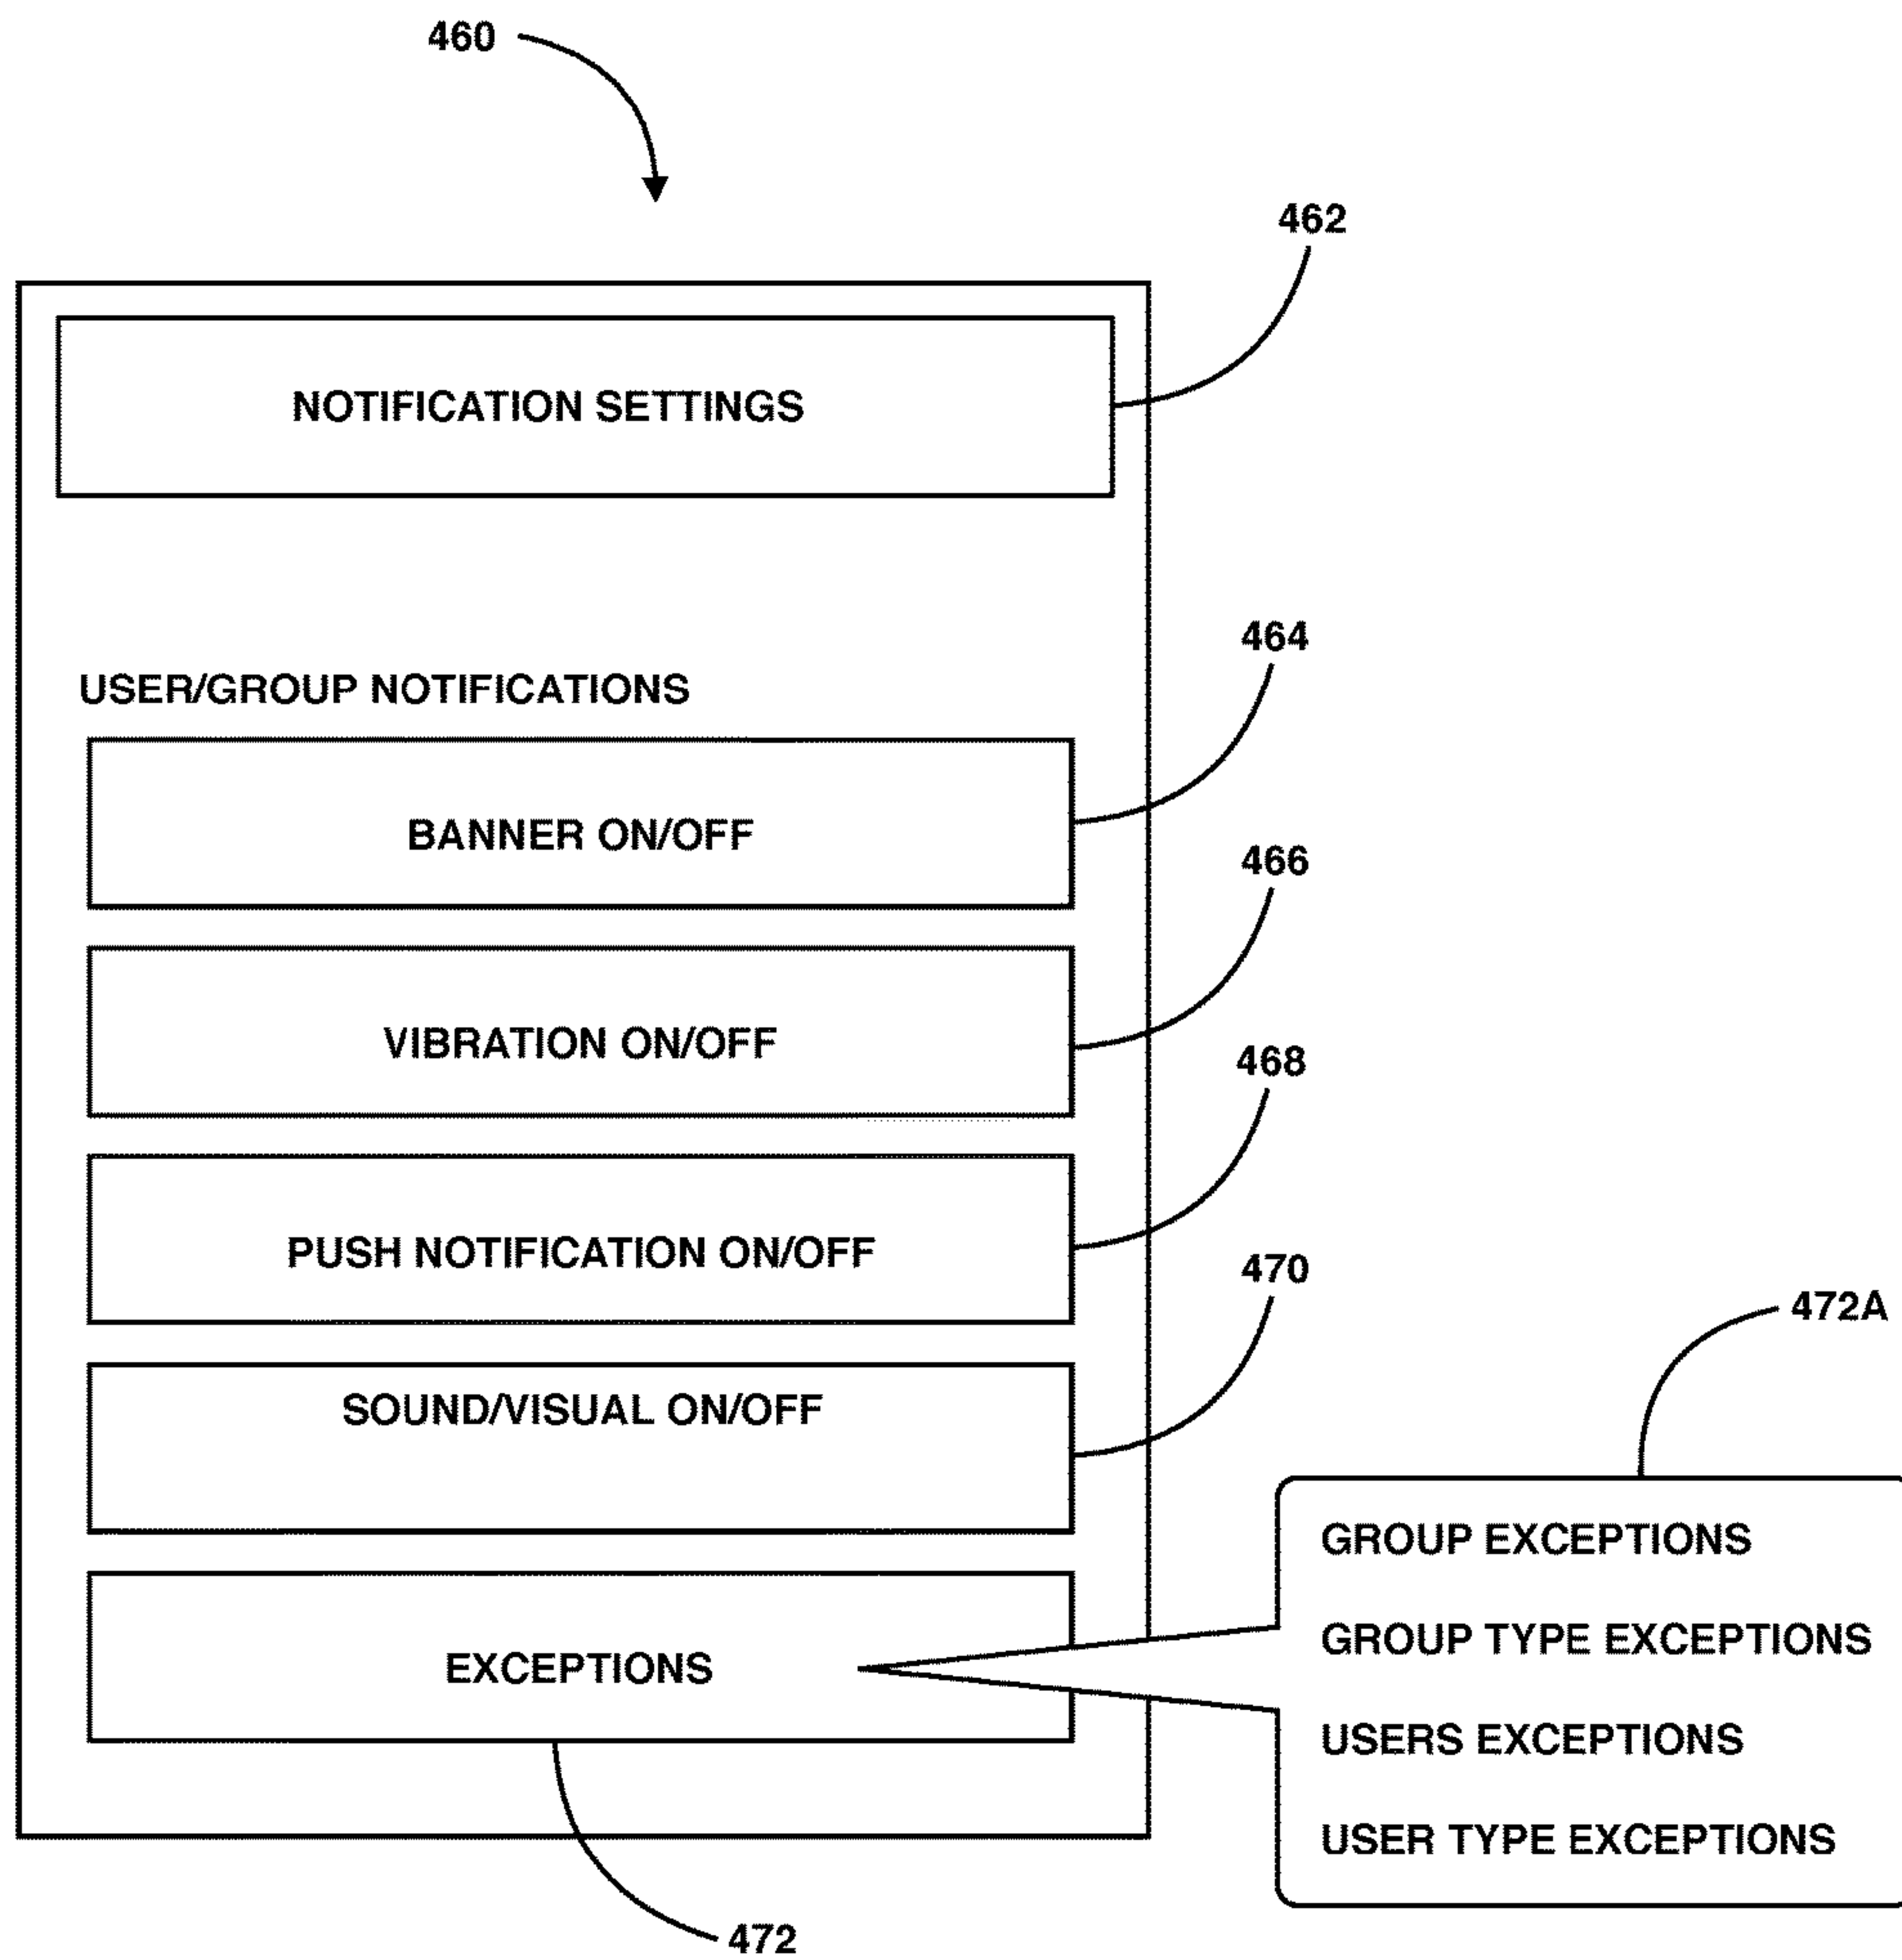 460
462
NOTIFICATION SETTINGS
464
USER/GROUP NOTIFICATIONS
BANNER ON/OFF
466
VIBRATION ON/OFF
468
PUSH NOTIFICATION ON/OFF
470
472A
SOUND/VISUAL ON/OFF
GROUP EXCEPTIONS
GROUP TYPE EXCEPTIONS
EXCEPTIONS
USERS EXCEPTIONS
USER TYPE EXCEPTIONS
472